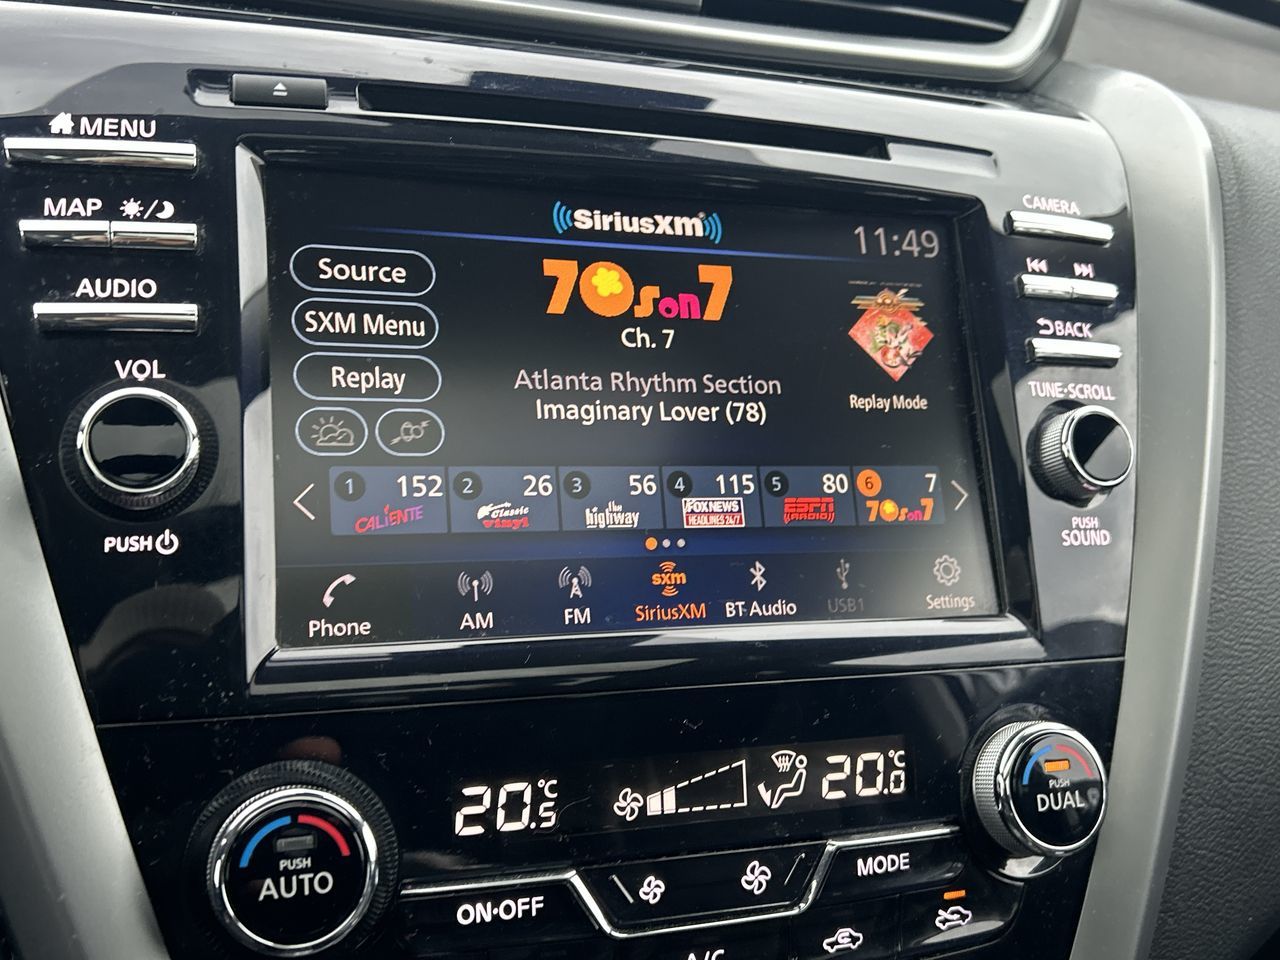 MENU
MAP
AUDIO
VOL
PUSH
SiriusXM
11:49
Source
SXM Menu
Replay
70s on 7
Ch. 7
Atlanta Rhythm Section
Imaginary Lover (78)
Replay Mode
1 152 CALIENTE
2 26 Classic Vinyl
3 56 the highway
4 115 FOX NEWS HEADLINES 24/7
5 80 ESPN RADIO
6 7 70s on 7
Phone
AM
FM
sxm
SiriusXM
BT Audio
USB1
Settings
CAMERA
BACK
TUNE·SCROLL
PUSH
SOUND
20.5°C
20.0°C
PUSH
AUTO
PUSH
DUAL
ON·OFF
MODE
A/C